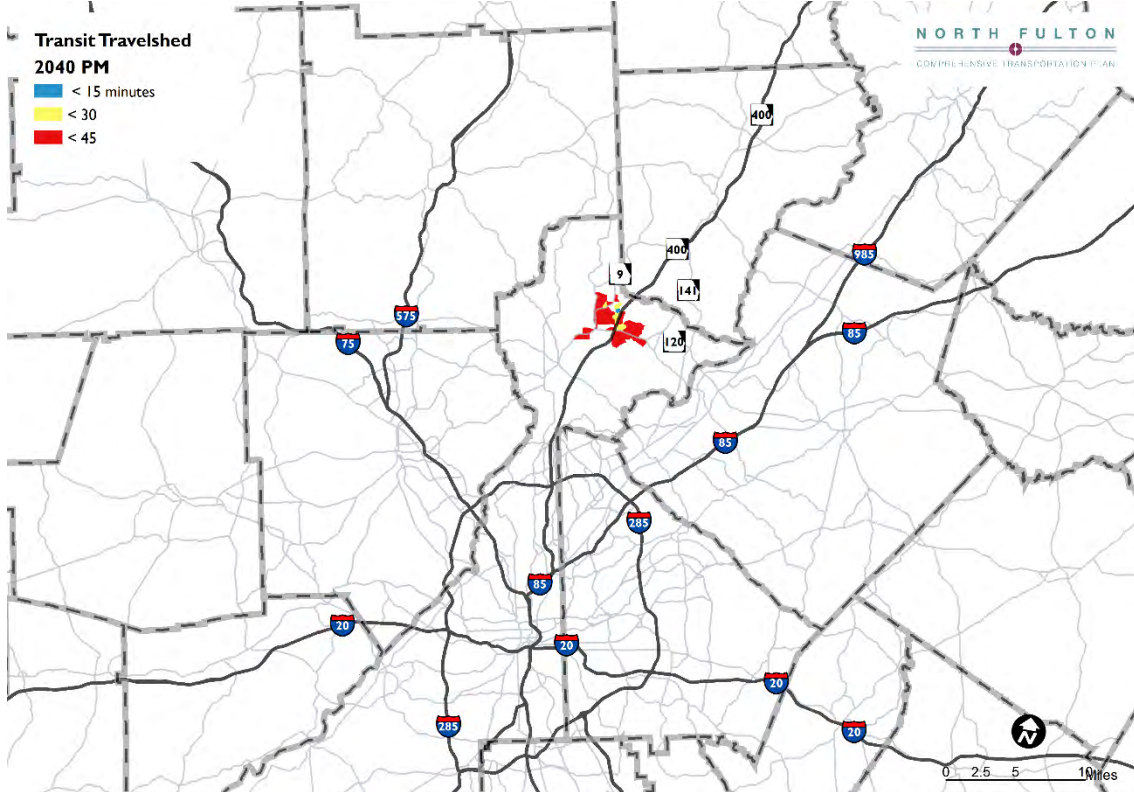 Transit Travelshed
2040 PM
< 15 minutes
< 30
< 45
NORTH FULTON
COMPREHENSIVE TRANSPORTATION PLAN
400
400
985
9
141
575
75
120
85
85
285
85
20
20
20
285
20
N
0 2.5 5 10 Miles